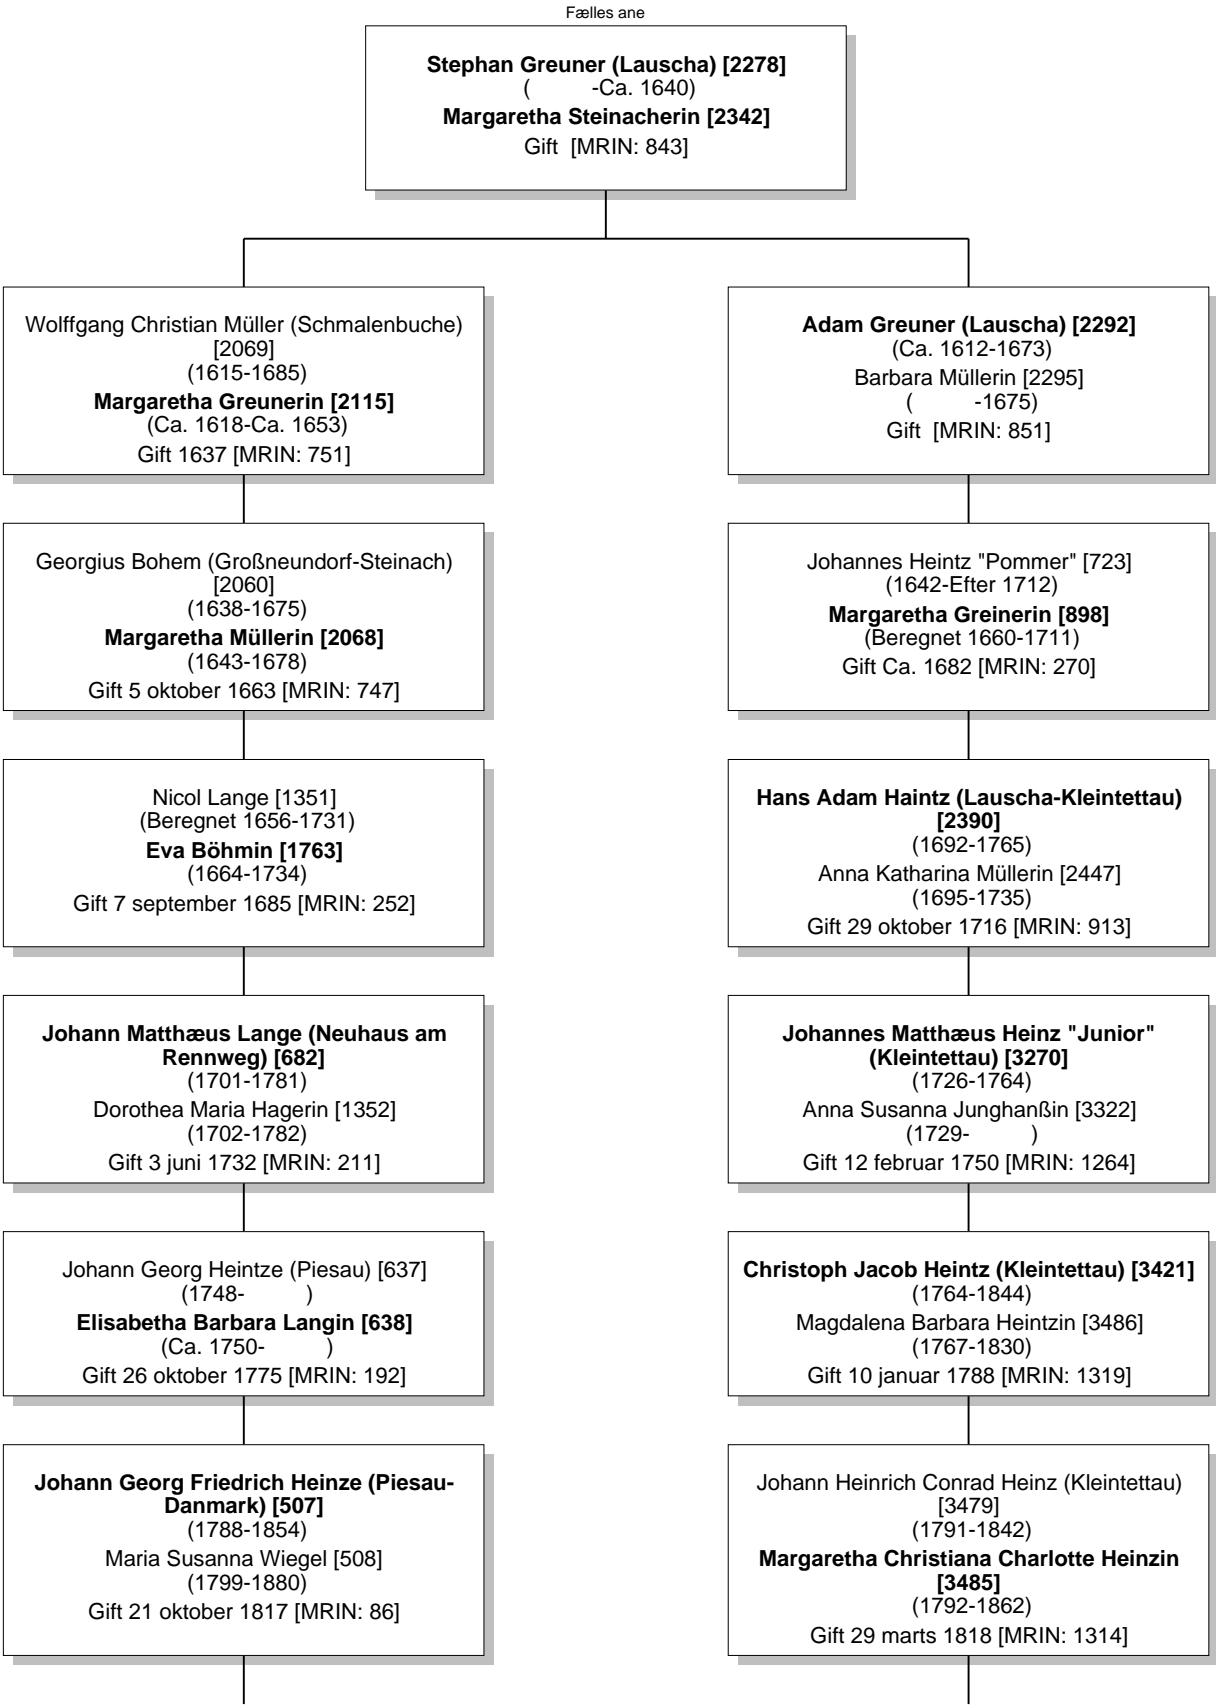 Fælles ane
Stephan Greuner (Lauscha) [2278]
( -Ca. 1640)
Margaretha Steinacherin [2342]
Gift [MRIN: 843]
Wolffgang Christian Müller (Schmalenbuche)
[2069]
(1615-1685)
Margaretha Greunerin [2115]
(Ca. 1618-Ca. 1653)
Gift 1637 [MRIN: 751]
Adam Greuner (Lauscha) [2292]
(Ca. 1612-1673)
Barbara Müllerin [2295]
( -1675)
Gift [MRIN: 851]
Georgius Bohem (Großneundorf-Steinach)
[2060]
(1638-1675)
Margaretha Müllerin [2068]
(1643-1678)
Gift 5 oktober 1663 [MRIN: 747]
Johannes Heintz "Pommer" [723]
(1642-Efter 1712)
Margaretha Greinerin [898]
(Beregnet 1660-1711)
Gift Ca. 1682 [MRIN: 270]
Nicol Lange [1351]
(Beregnet 1656-1731)
Eva Böhmin [1763]
(1664-1734)
Gift 7 september 1685 [MRIN: 252]
Hans Adam Haintz (Lauscha-Kleintettau)
[2390]
(1692-1765)
Anna Katharina Müllerin [2447]
(1695-1735)
Gift 29 oktober 1716 [MRIN: 913]
Johann Matthæus Lange (Neuhaus am
Rennweg) [682]
(1701-1781)
Dorothea Maria Hagerin [1352]
(1702-1782)
Gift 3 juni 1732 [MRIN: 211]
Johannes Matthæus Heinz "Junior"
(Kleintettau) [3270]
(1726-1764)
Anna Susanna Junghanßin [3322]
(1729- )
Gift 12 februar 1750 [MRIN: 1264]
Johann Georg Heintze (Piesau) [637]
(1748- )
Elisabetha Barbara Langin [638]
(Ca. 1750- )
Gift 26 oktober 1775 [MRIN: 192]
Christoph Jacob Heintz (Kleintettau) [3421]
(1764-1844)
Magdalena Barbara Heintzin [3486]
(1767-1830)
Gift 10 januar 1788 [MRIN: 1319]
Johann Georg Friedrich Heinze (Piesau-
Danmark) [507]
(1788-1854)
Maria Susanna Wiegel [508]
(1799-1880)
Gift 21 oktober 1817 [MRIN: 86]
Johann Heinrich Conrad Heinz (Kleintettau)
[3479]
(1791-1842)
Margaretha Christiana Charlotte Heinzin
[3485]
(1792-1862)
Gift 29 marts 1818 [MRIN: 1314]